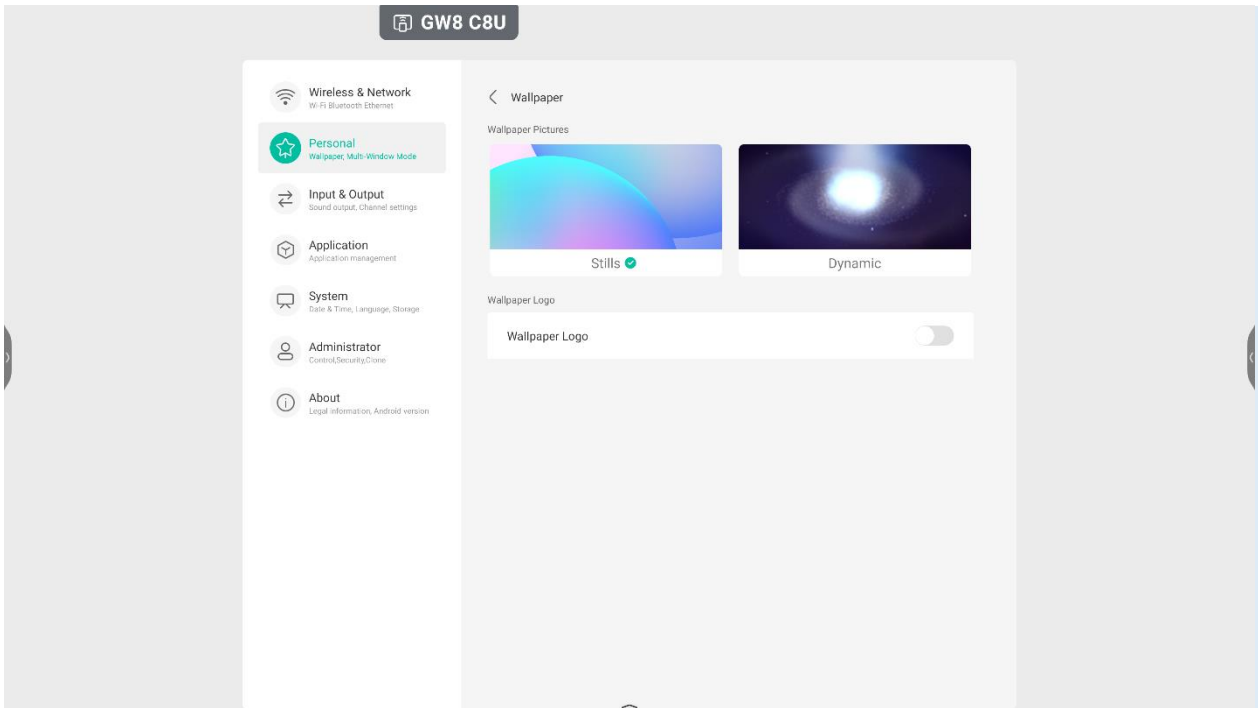 GW8 C8U
Wireless & Network
Wi-Fi Bluetooth Ethernet
Personal
Wallpaper, Multi-Window Mode
Input & Output
Sound output, Channel settings
Application
Application management
System
Date & Time, Language, Storage
Administrator
Control,Security,Clone
About
Legal information, Android version
Wallpaper
Wallpaper Pictures
Stills
Dynamic
Wallpaper Logo
Wallpaper Logo